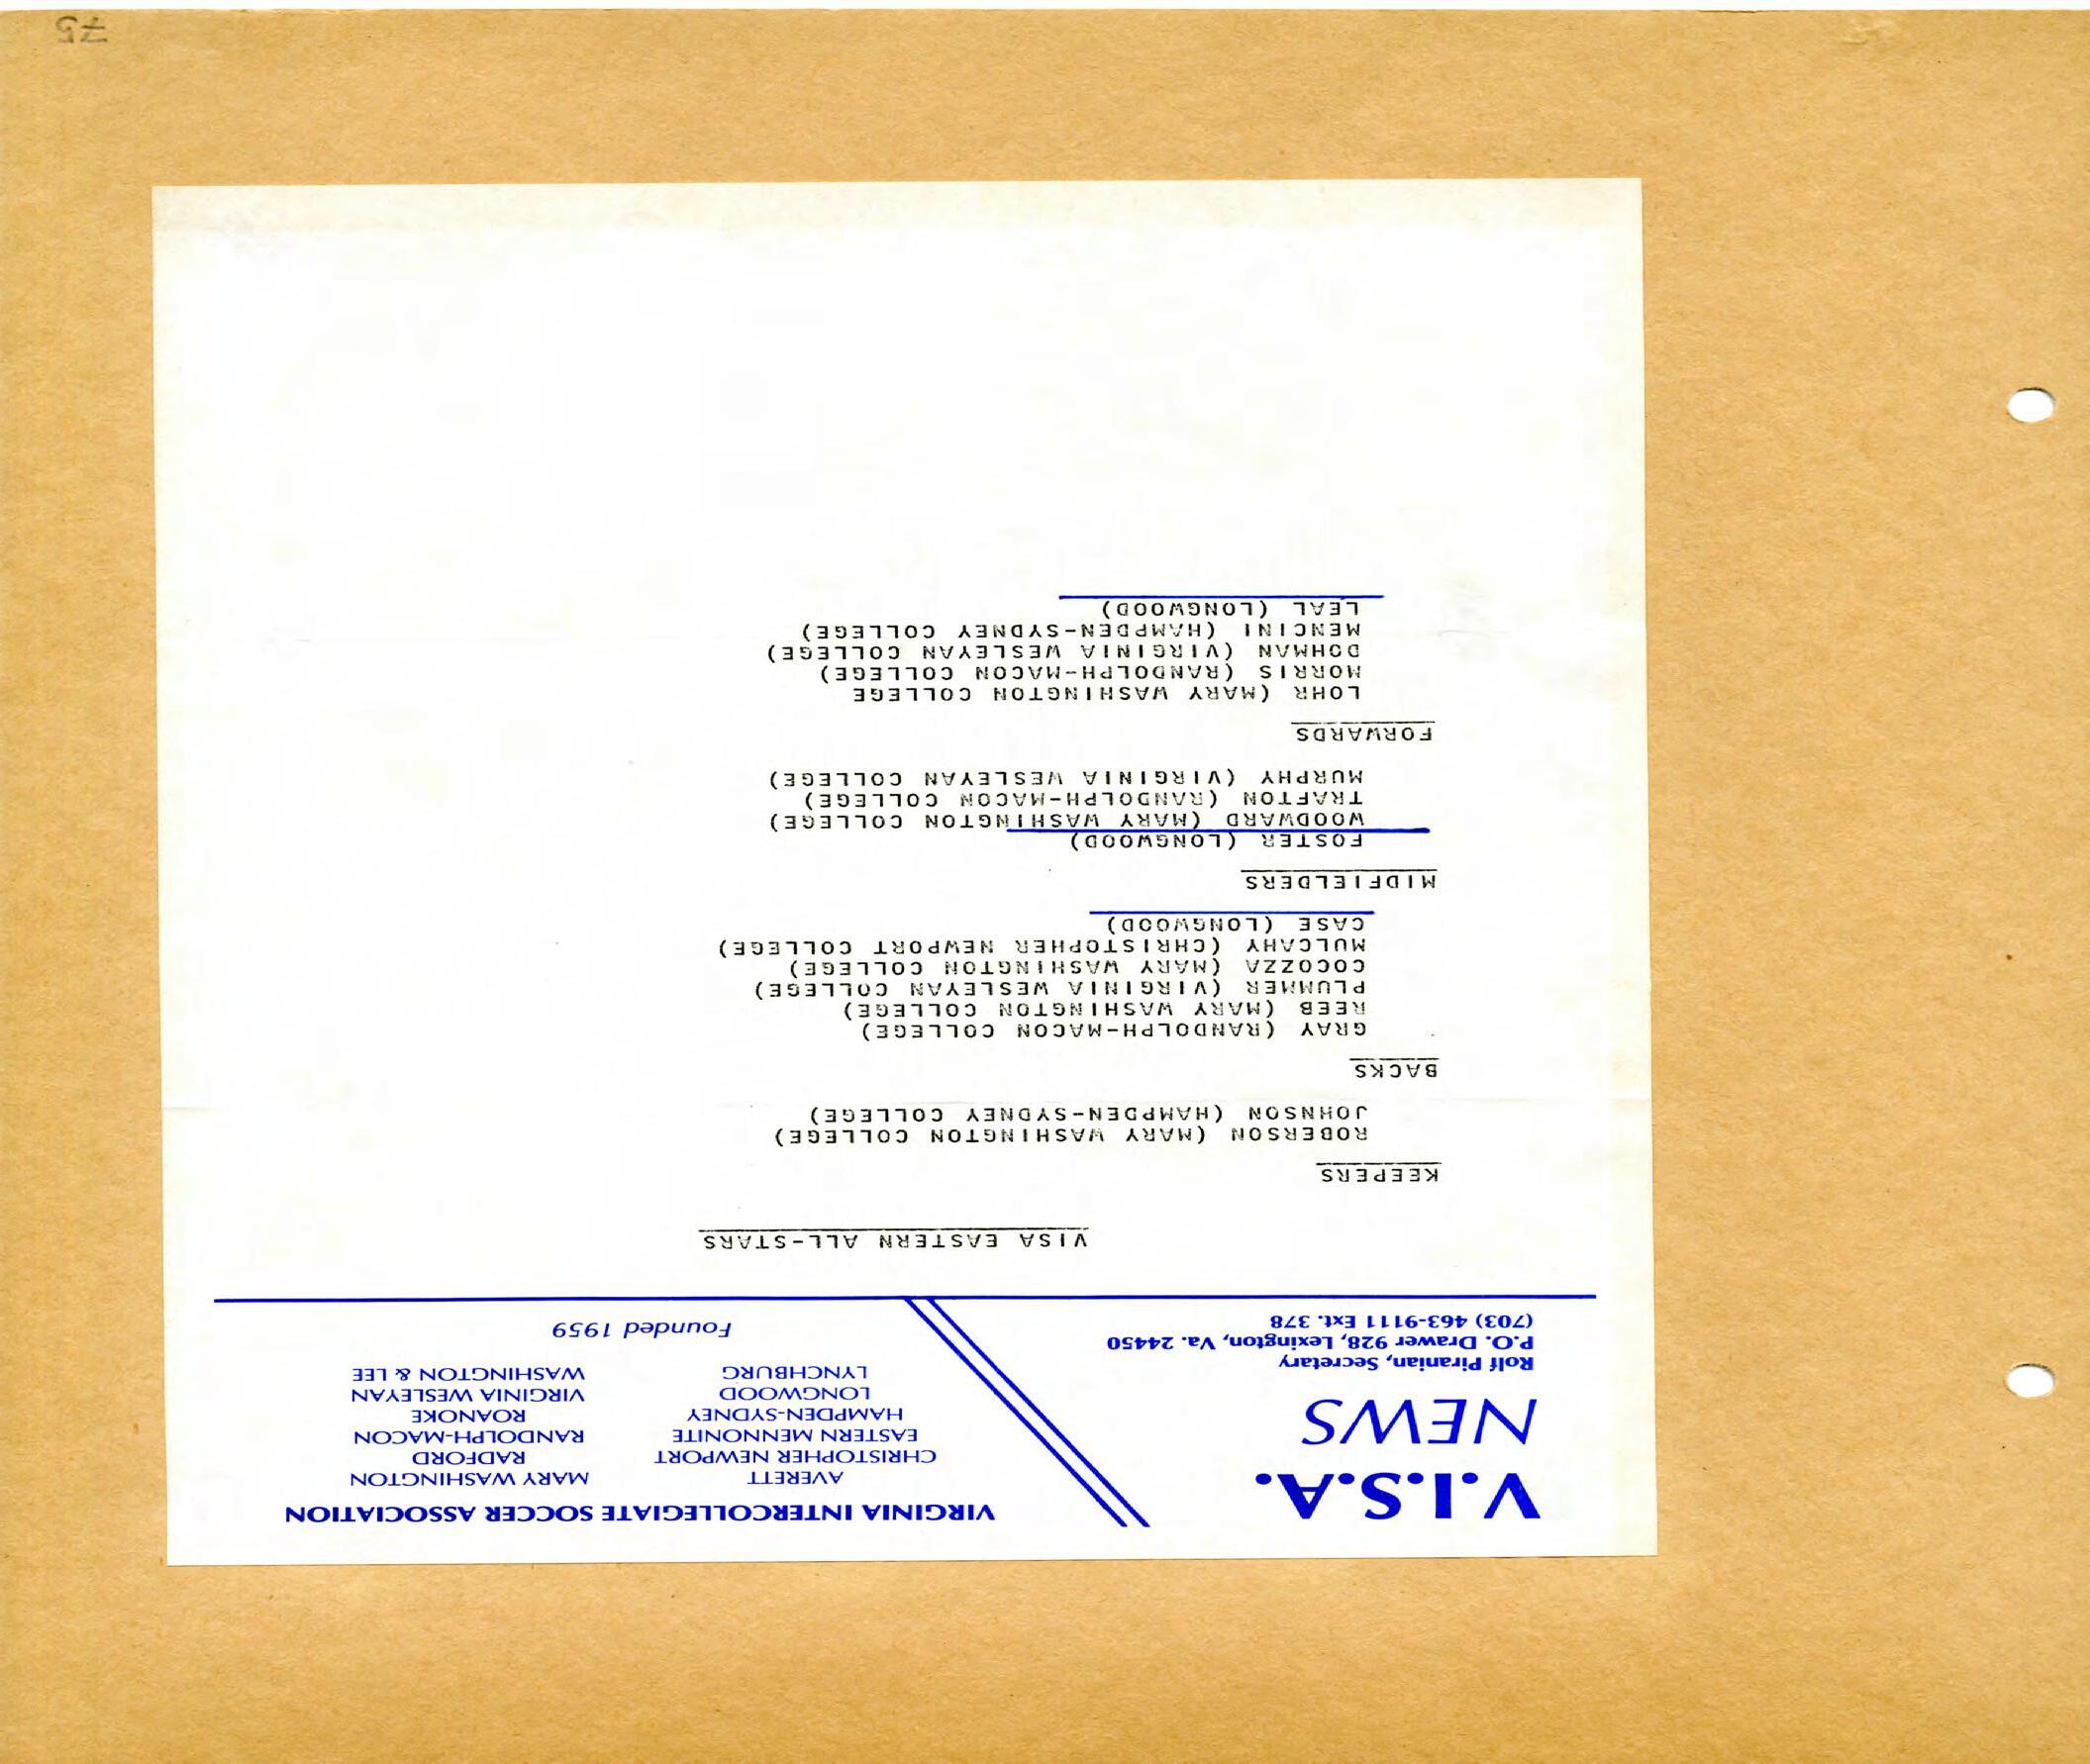 V.I.S.A.
NEWS
Rolf Piranian, Secretary
P.O. Drawer 928, Lexington, Va. 24450
(703) 463-9111 Ext. 378
VIRGINIA INTERCOLLEGIATE SOCCER ASSOCIATION
AVERETT
CHRISTOPHER NEWPORT
EASTERN MENNONITE
HAMPDEN-SYDNEY
LONGWOOD
LYNCHBURG
MARY WASHINGTON
RADFORD
RANDOLPH-MACON
ROANOKE
VIRGINIA WESLEYAN
WASHINGTON & LEE
Founded 1959
VISA EASTERN ALL-STARS
KEEPERS
ROBERSON (MARY WASHINGTON COLLEGE)
JOHNSON (HAMPDEN-SYDNEY COLLEGE)
BACKS
GRAY (RANDOLPH-MACON COLLEGE)
REEB (MARY WASHINGTON COLLEGE)
PLUMMER (VIRGINIA WESLEYAN COLLEGE)
COCOZZA (MARY WASHINGTON COLLEGE)
MULCAHY (CHRISTOPHER NEWPORT COLLEGE)
CASE (LONGWOOD)
MIDFIELDERS
FOSTER (LONGWOOD)
WOODWARD (MARY WASHINGTON COLLEGE)
TRAFTON (RANDOLPH-MACON COLLEGE)
MURPHY (VIRGINIA WESLEYAN COLLEGE)
FORWARDS
LOHR (MARY WASHINGTON COLLEGE
MORRIS (RANDOLPH-MACON COLLEGE)
DOHMAN (VIRGINIA WESLEYAN COLLEGE)
MENCINI (HAMPDEN-SYDNEY COLLEGE)
LEAL (LONGWOOD)
75